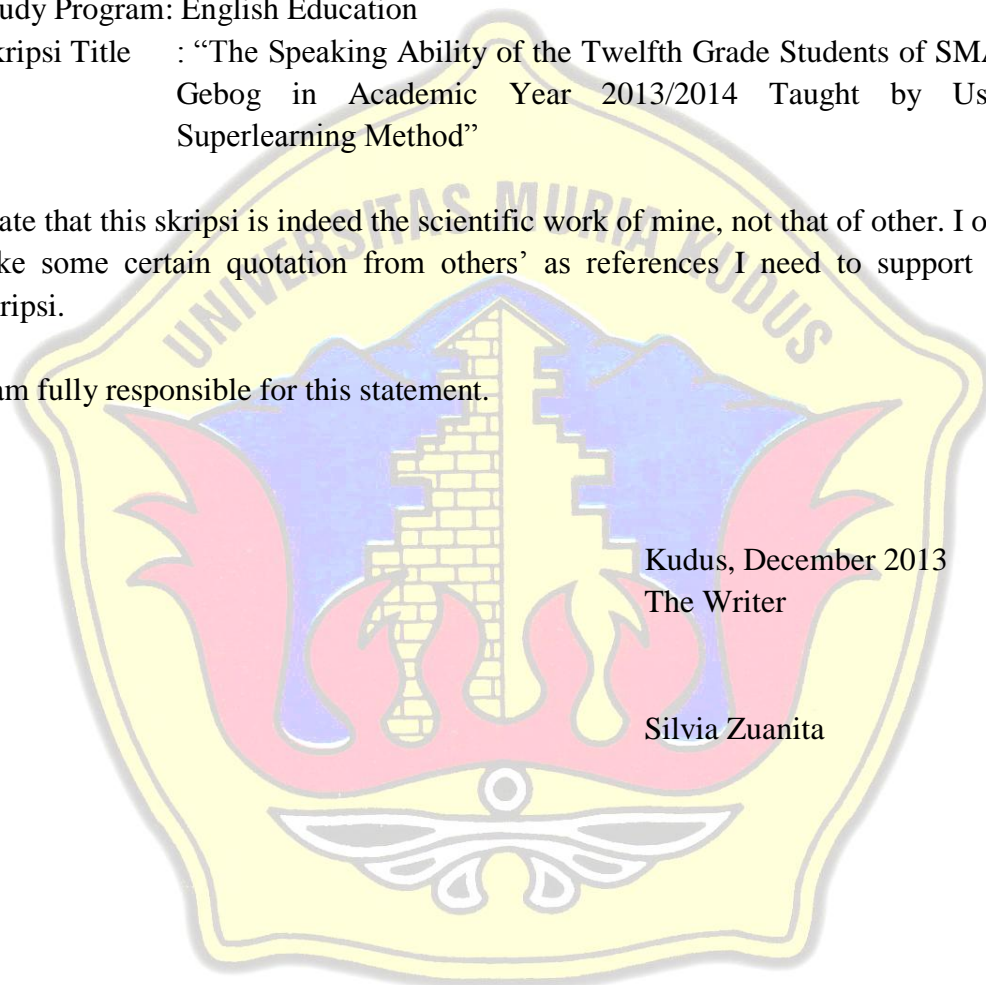 udy Program: English Education
kripsi Title : “The Speaking Ability of the Twelfth Grade Students of SMA
Gebog in Academic Year 2013/2014 Taught by Us
Superlearning Method”
UNIVERSITAS MURIA KUDUS
ate that this skripsi is indeed the scientific work of mine, not that of other. I o
ke some certain quotation from others’ as references I need to support
ripsi.
am fully responsible for this statement.
Kudus, December 2013
The Writer
Silvia Zuanita